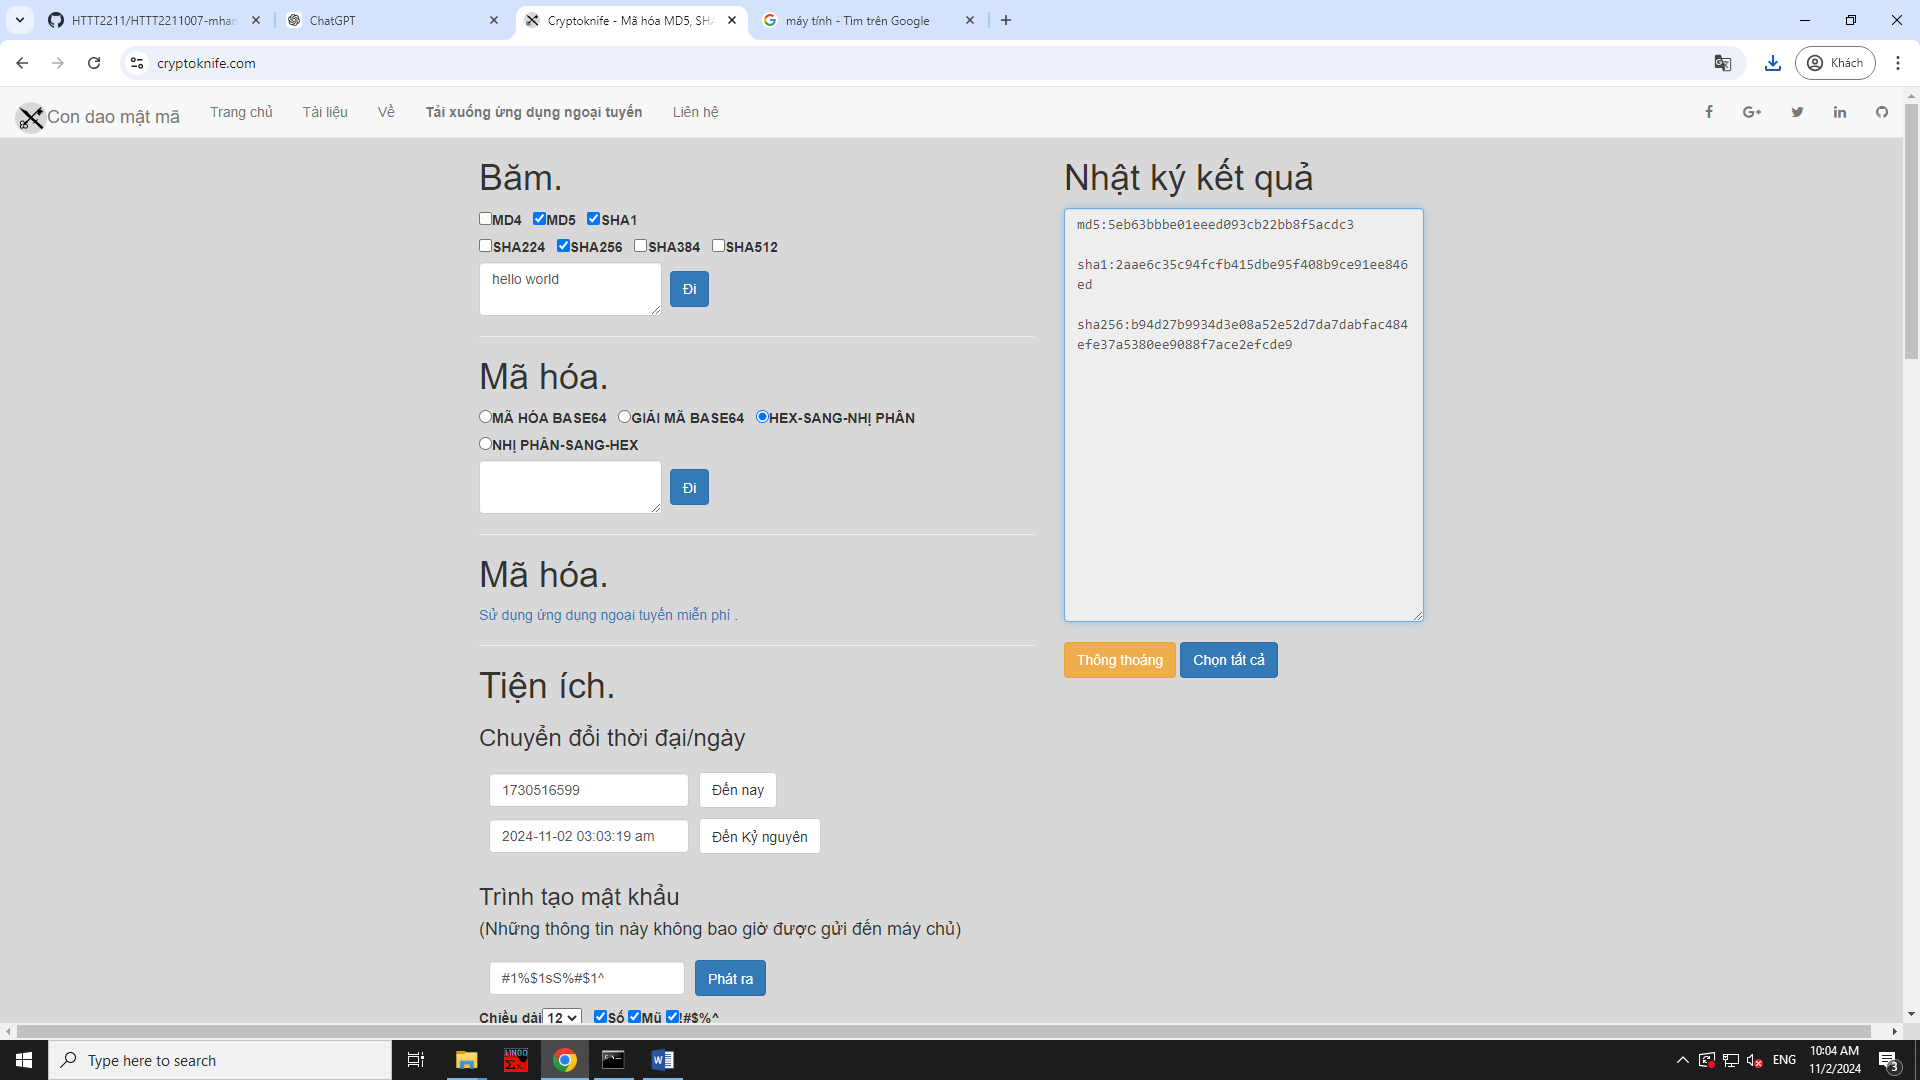 HTTT2211/HTTT2211007-mhan
ChatGPT
Cryptoknife - Mã hóa MD5, SHA
máy tính - Tìm trên Google
cryptoknife.com
Khách
Con dao mật mã
Trang chủ
Tài liệu
Về
Tải xuống ứng dụng ngoại tuyến
Liên hệ
Băm.
MD4 MD5 SHA1
SHA224 SHA256 SHA384 SHA512
hello world
Đi
Mã hóa.
MÃ HÓA BASE64 GIẢI MÃ BASE64 HEX-SANG-NHỊ PHÂN
NHỊ PHÂN-SANG-HEX
Đi
Mã hóa.
Sử dụng ứng dụng ngoại tuyến miễn phí .
Tiện ích.
Chuyển đổi thời đại/ngày
1730516599
Đến nay
2024-11-02 03:03:19 am
Đến Kỷ nguyên
Trình tạo mật khẩu
(Những thông tin này không bao giờ được gửi đến máy chủ)
#1%$1sS%#$1^
Phát ra
Chiều dài 12 Số Mũ !#$%^
Nhật ký kết quả
md5:5eb63bbbe01eeed093cb22bb8f5acdc3
sha1:2aae6c35c94fcfb415dbe95f408b9ce91ee846
ed
sha256:b94d27b9934d3e08a52e52d7da7dabfac484
efe37a5380ee9088f7ace2efcde9
Thông thoáng
Chọn tất cả
Type here to search
LINGO
ENG
10:04 AM
11/2/2024
3